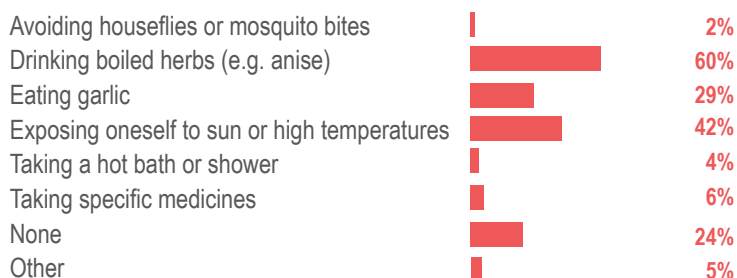 Avoiding houseflies or mosquito bites 2%
Drinking boiled herbs (e.g. anise) 60%
Eating garlic 29%
Exposing oneself to sun or high temperatures 42%
Taking a hot bath or shower 4%
Taking specific medicines 6%
None 24%
Other 5%